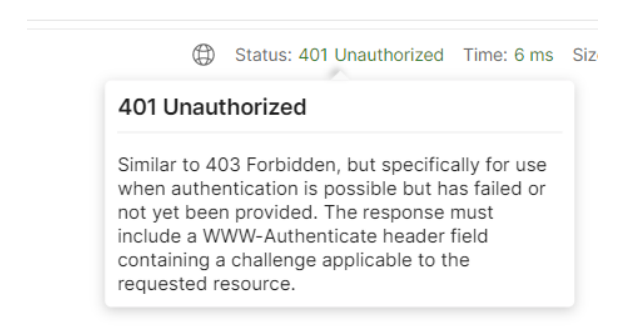 Status: 401 Unauthorized Time: 6 ms
401 Unauthorized
Similar to 403 Forbidden, but specifically for use
when authentication is possible but has failed or
not yet been provided. The response must
include a WWW-Authenticate header field
containing a challenge applicable to the
requested resource.